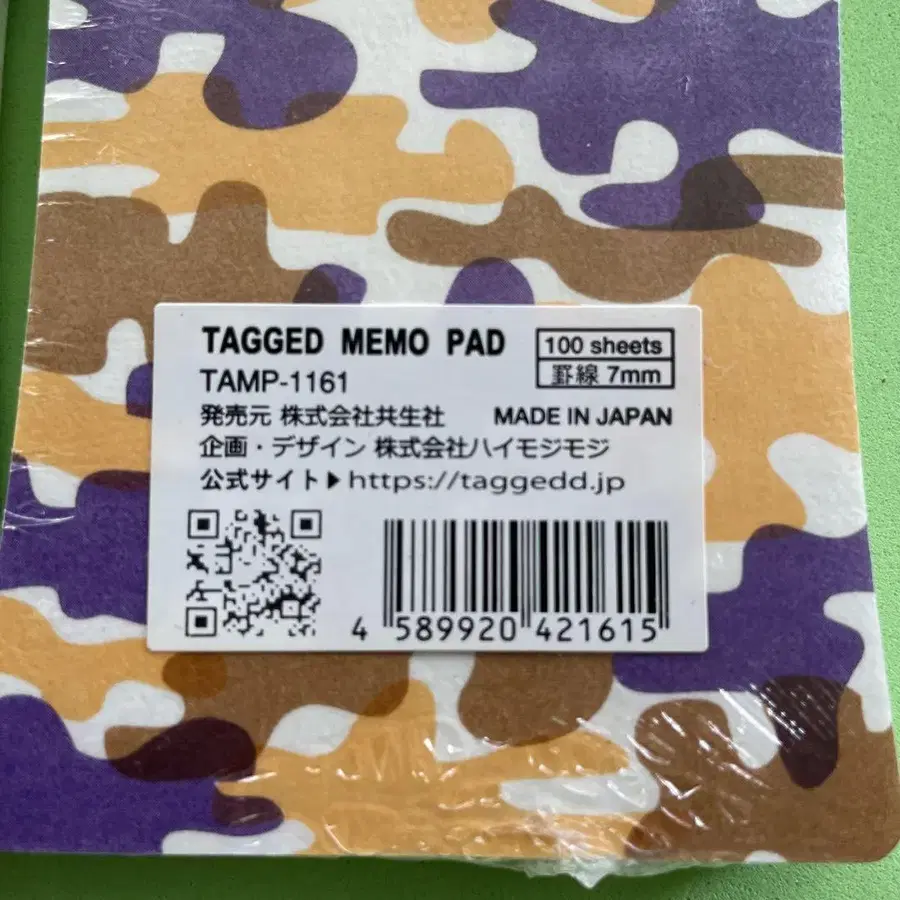 TAGGED MEMO PAD
100 sheets
TAMP-1161
罫線 7mm
発売元 株式会社共生社 MADE IN JAPAN
企画・デザイン 株式会社ハイモジモジ
公式サイト▶https://taggedd.jp
4 589920 421615